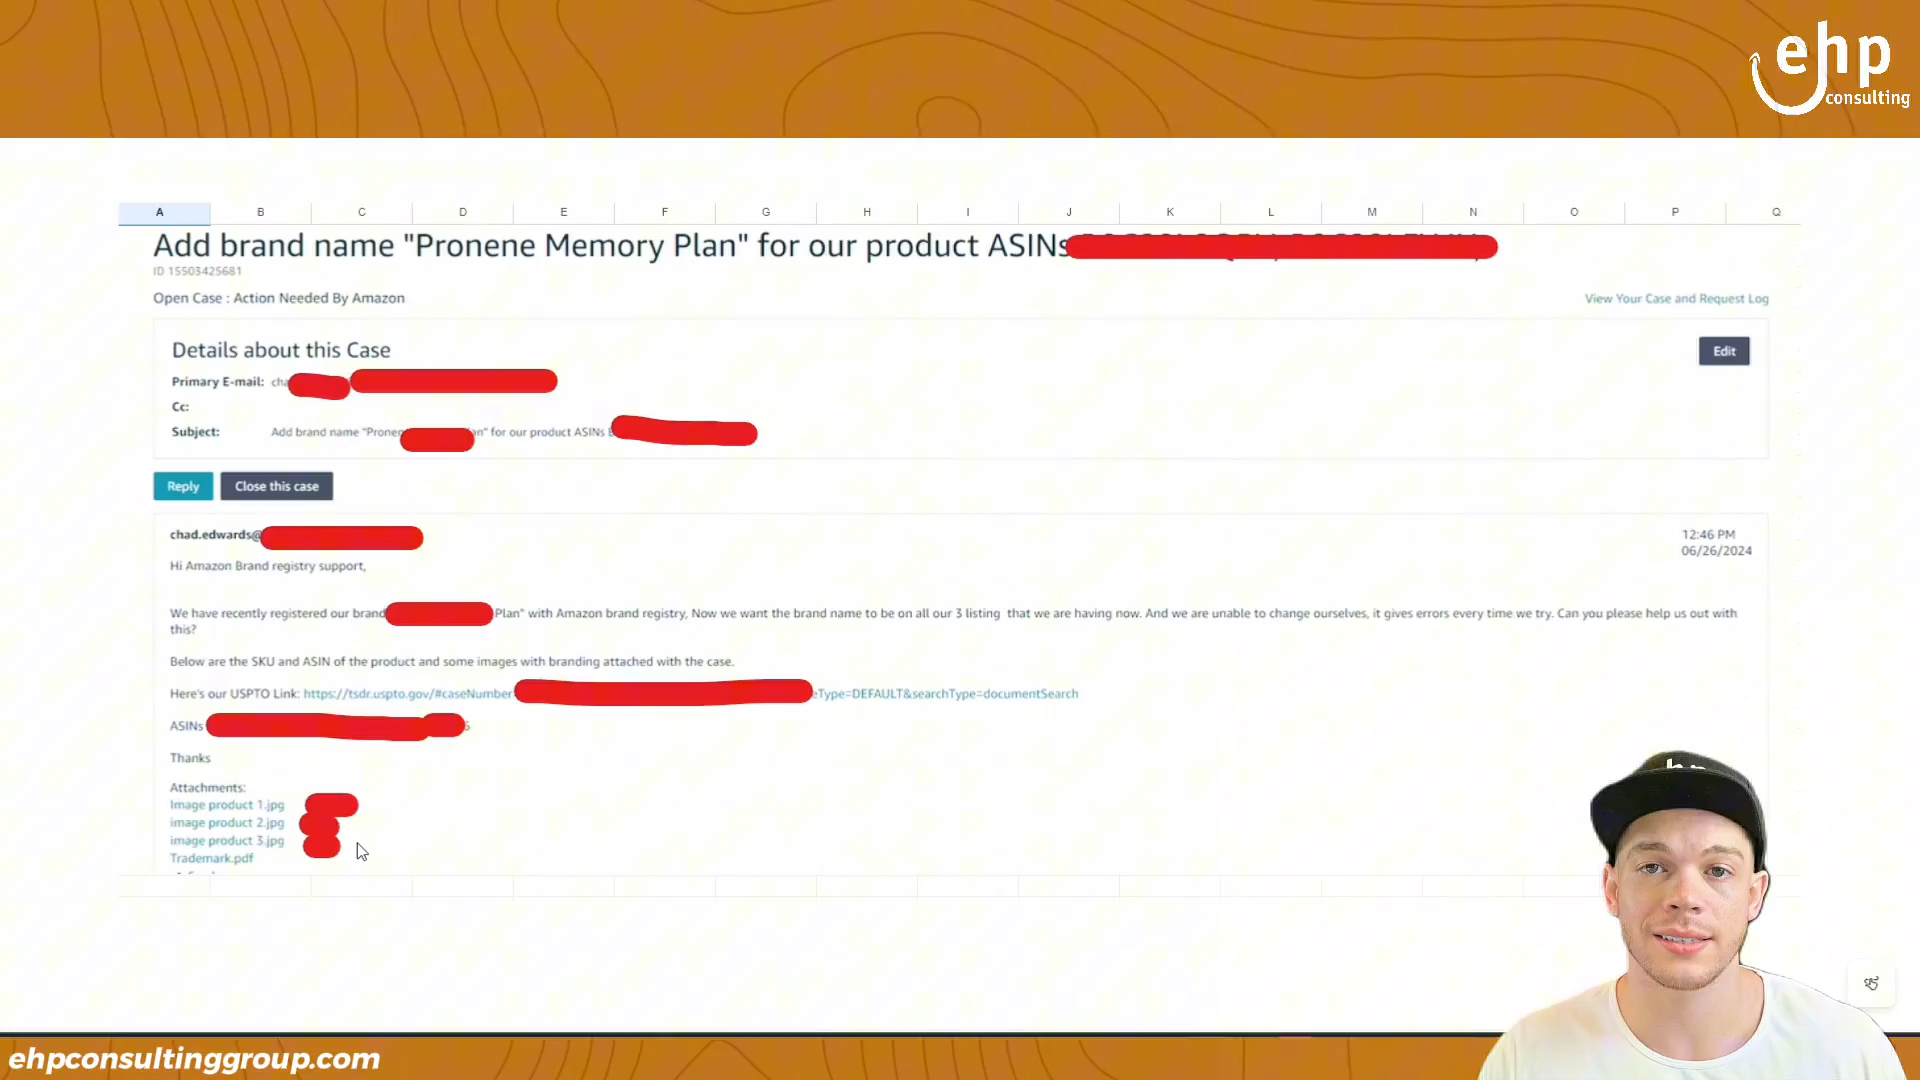 ehp
consulting
A B C D E F G H I J K L M N O P Q
Add brand name "Pronene Memory Plan" for our product ASINs
ID 15503425681
Open Case : Action Needed By Amazon
View Your Case and Request Log
Details about this Case
Edit
Primary E-mail: cha
Cc:
Subject: Add brand name "Pronen an" for our product ASINs
Reply
Close this case
chad.edwards@
12:46 PM
06/26/2024
Hi Amazon Brand registry support,
We have recently registered our brand Plan" with Amazon brand registry, Now we want the brand name to be on all our 3 listing that we are having now. And we are unable to change ourselves, it gives errors every time we try. Can you please help us out with
this?
Below are the SKU and ASIN of the product and some images with branding attached with the case.
Here's our USPTO Link: https://tsdr.uspto.gov/#caseNumber eType=DEFAULT&searchType=documentSearch
ASINs
Thanks
Attachments:
Image product 1.jpg
image product 2.jpg
image product 3.jpg
Trademark.pdf
ehpconsultinggroup.com